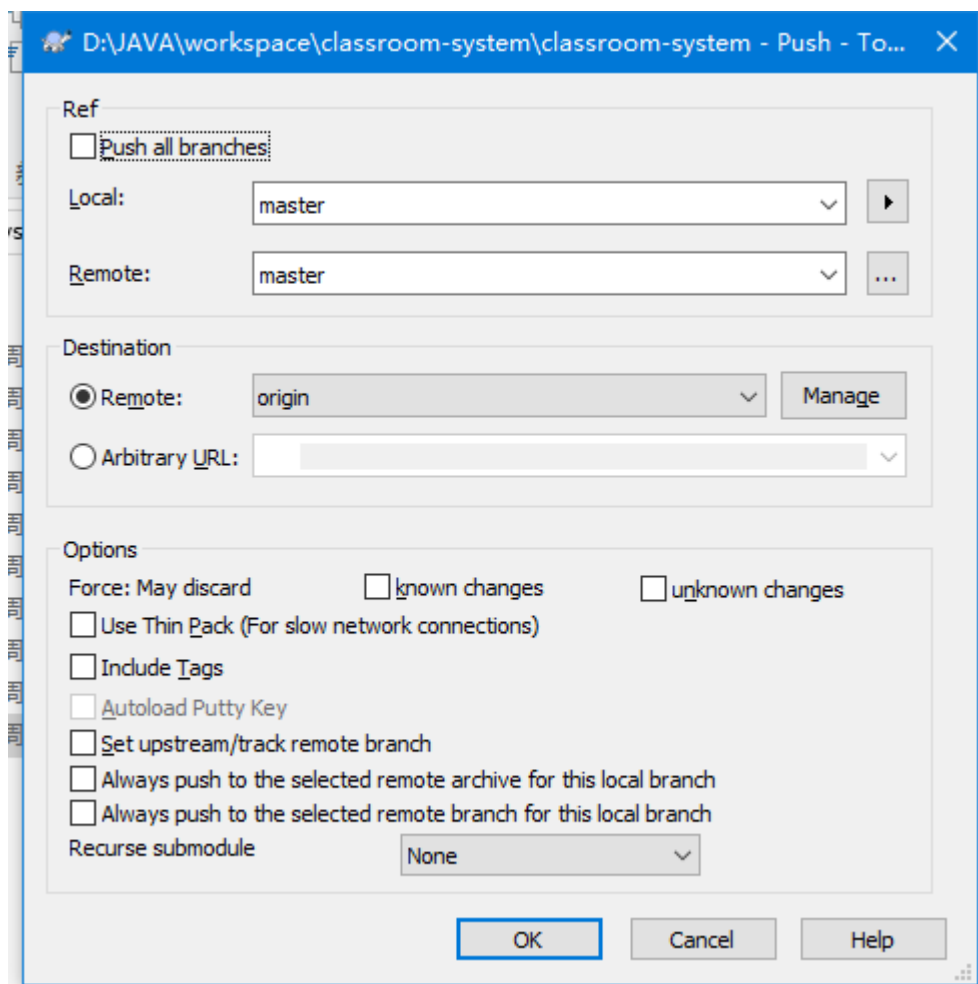 D:\JAVA\workspace\classroom-system\classroom-system - Push - To...
Ref
Push all branches
Local:
master
Remote:
master
...
Destination
Remote:
origin
Manage
Arbitrary URL:
Options
Force: May discard
known changes
unknown changes
Use Thin Pack (For slow network connections)
Include Tags
Autoload Putty Key
Set upstream/track remote branch
Always push to the selected remote archive for this local branch
Always push to the selected remote branch for this local branch
Recurse submodule
None
OK
Cancel
Help